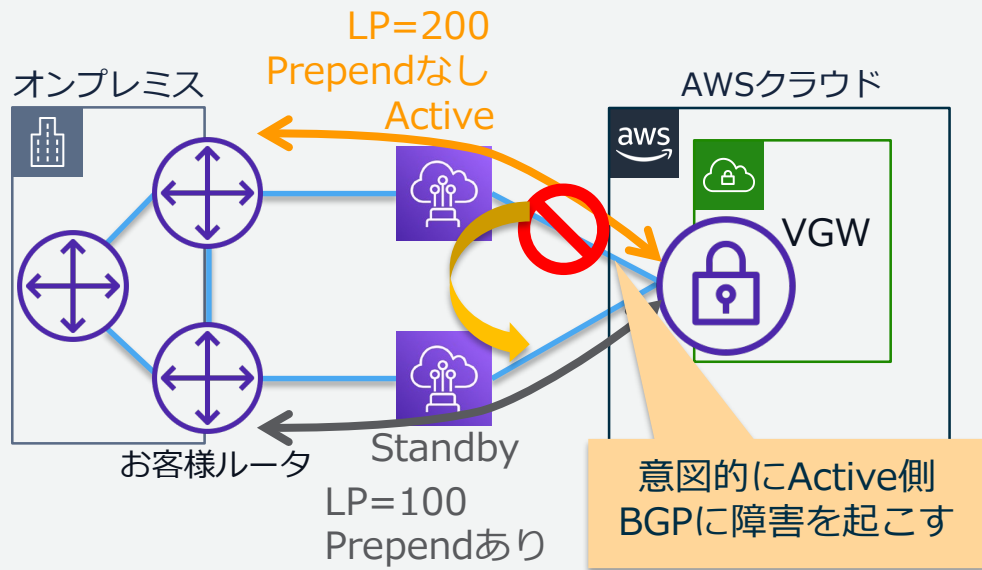 LP=200
Prependなし
Active
オンプレミス
AWSクラウド
aws
VGW
お客様ルータ
Standby
LP=100
Prependあり
意図的にActive側
BGPに障害を起こす